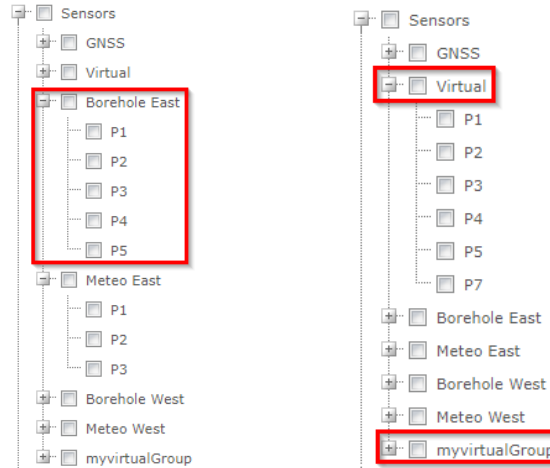 Sensors
GNSS
Virtual
Borehole East
P1
P2
P3
P4
P5
Meteo East
P1
P2
P3
Borehole West
Meteo West
myvirtualGroup
Sensors
GNSS
Virtual
P1
P2
P3
P4
P5
P7
Borehole East
Meteo East
Borehole West
Meteo West
myvirtualGroup